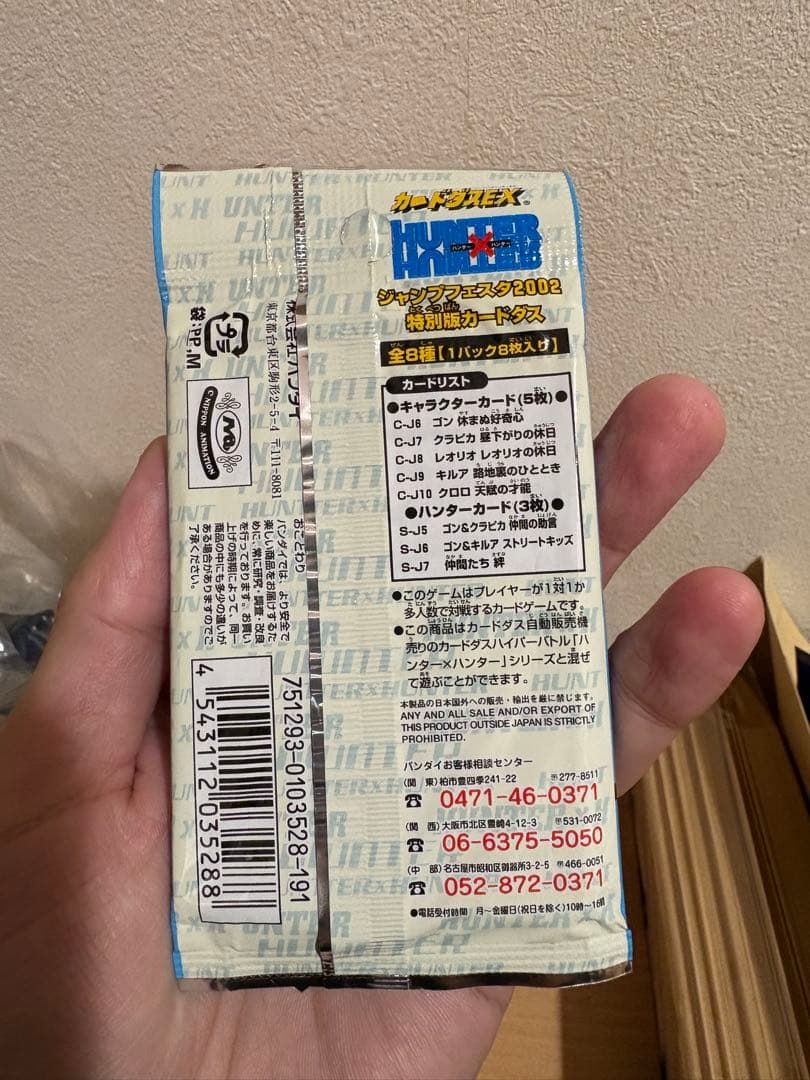 カードダスEX
HUNTER×HUNTER
ハンター×ハンター
ジャンプフェスタ2002
特別版カードダス
全8種【1パック8枚入り】
カードリスト
●キャラクターカード(5枚)●
C-J6 ゴン 休まぬ好奇心
C-J7 クラピカ 昼下がりの休日
C-J8 レオリオ レオリオの休日
C-J9 キルア 路地裏のひととき
C-J10 クロロ 天賦の才能
●ハンターカード(3枚)●
S-J5 ゴン&クラピカ 仲間の助言
S-J6 ゴン&キルア ストリートキッズ
S-J7 仲間たち 絆
●このゲームはプレイヤーが1対1か
多人数で対戦するカードゲームです。
●この商品はカードダス自動販売機
売りのカードダスハイパーバトル「ハ
ンター×ハンター」シリーズと混ぜ
て遊ぶことができます。
本製品の日本国外への販売・輸出を厳に禁じます。
ANY AND ALL SALE AND/OR EXPORT OF
THIS PRODUCT OUTSIDE JAPAN IS STRICTLY
PROHIBITED.
バンダイお客様相談センター
(関 東)柏市豊四季241-22 〒277-8511
☎ 0471-46-0371
(関 西)大阪市北区豊崎4-12-3 〒531-0072
☎ 06-6375-5050
(中 部)名古屋市昭和区御器所3-2-5 〒466-0051
☎ 052-872-0371
●電話受付時間 月〜金曜日(祝日を除く)10時〜16時
株式会社バンダイ
東京都台東区駒形2-5-4 〒111-8081
プラ
袋:PP.M
NA
C NIPPON ANIMATION
おことわり
バンダイでは、より安全で
楽しい商品をお届けするた
めに、常に研究・調査・改良
を行っております。お買い
上げの時期によって、同一
商品の中にも多少の違いが
ある場合がありますのでご
了承ください。
751293-0103528-191
4 543112 035288